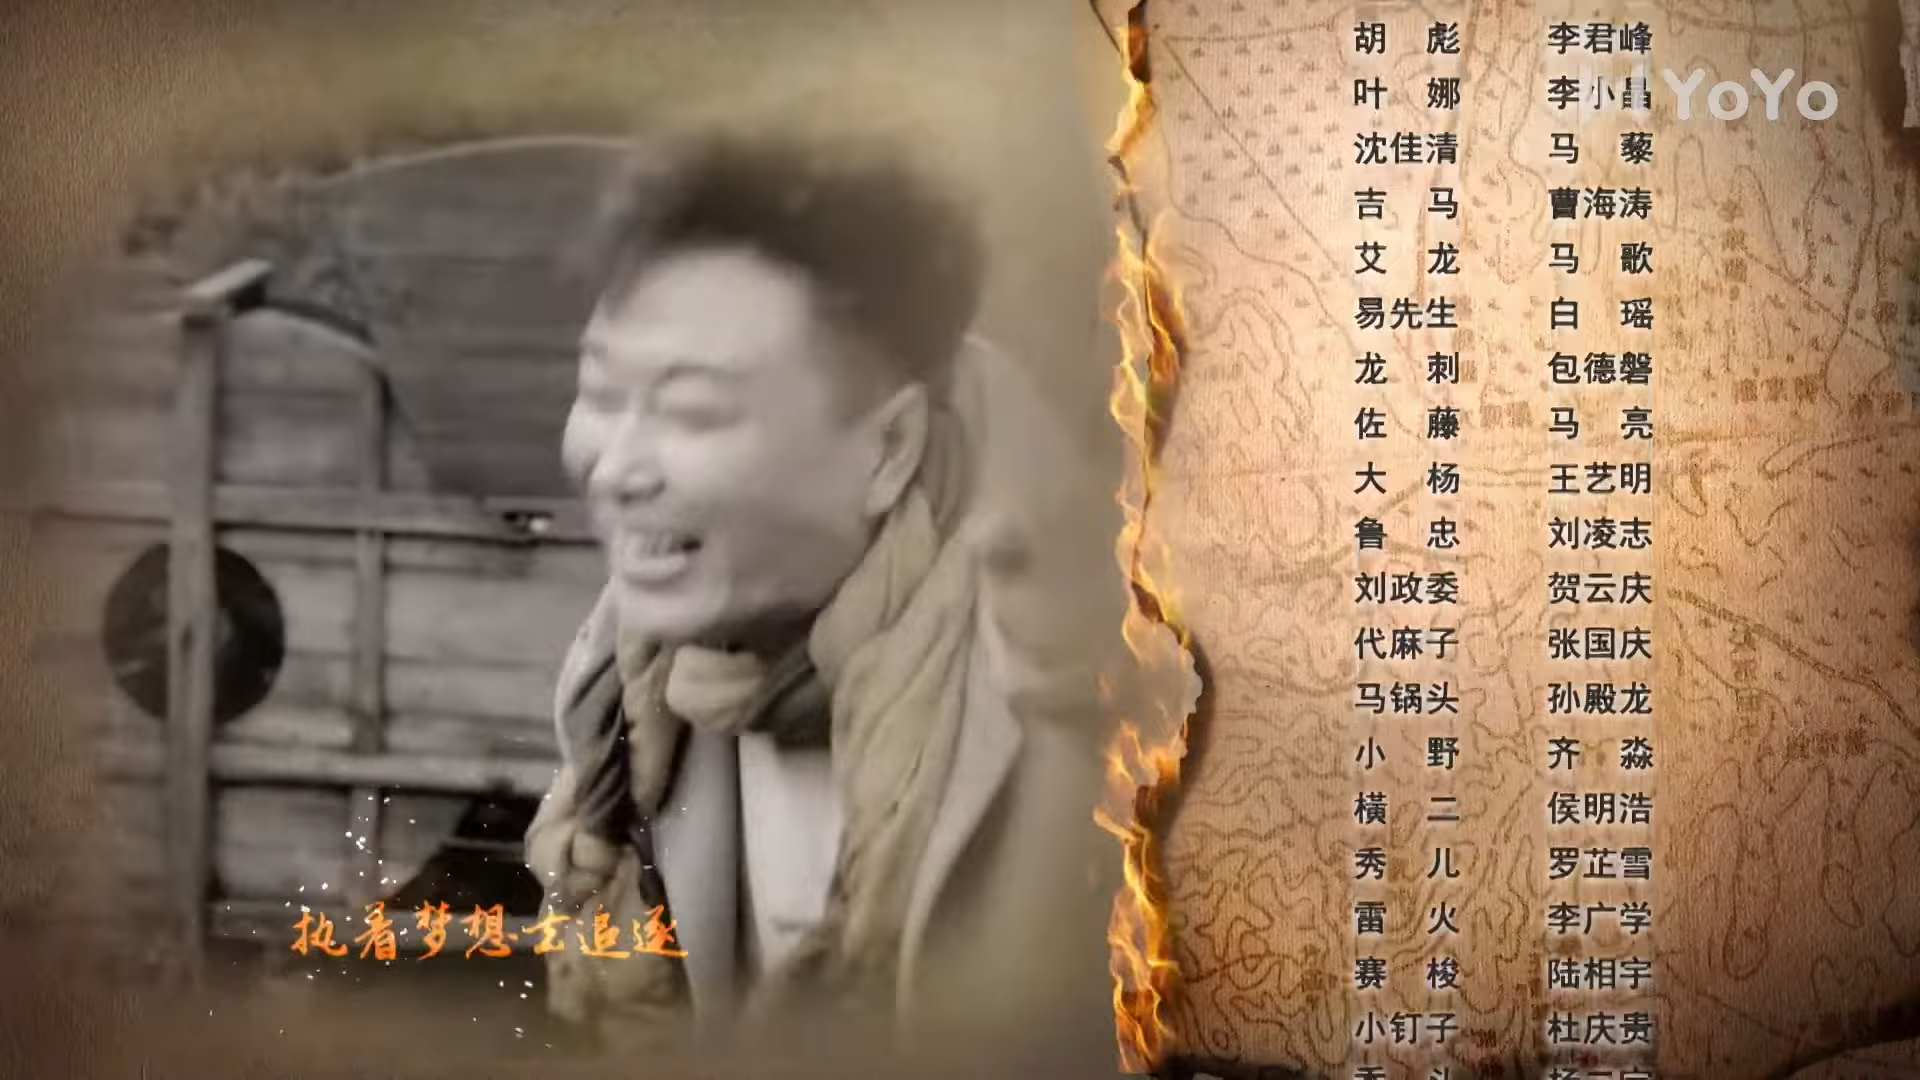 胡 彪 李君峰
叶 娜 李小晶
YoYo
沈佳清 马 藜
吉 马 曹海涛
艾 龙 马 歌
易先生 白 瑶
龙 刺 包德磐
佐 藤 马 亮
大 杨 王艺明
鲁 忠 刘凌志
刘政委 贺云庆
代麻子 张国庆
马锅头 孙殿龙
小 野 齐 淼
横 二 侯明浩
秀 儿 罗芷雪
雷 火 李广学
赛 梭 陆相宇
小钉子 杜庆贵
执着梦想去追逐